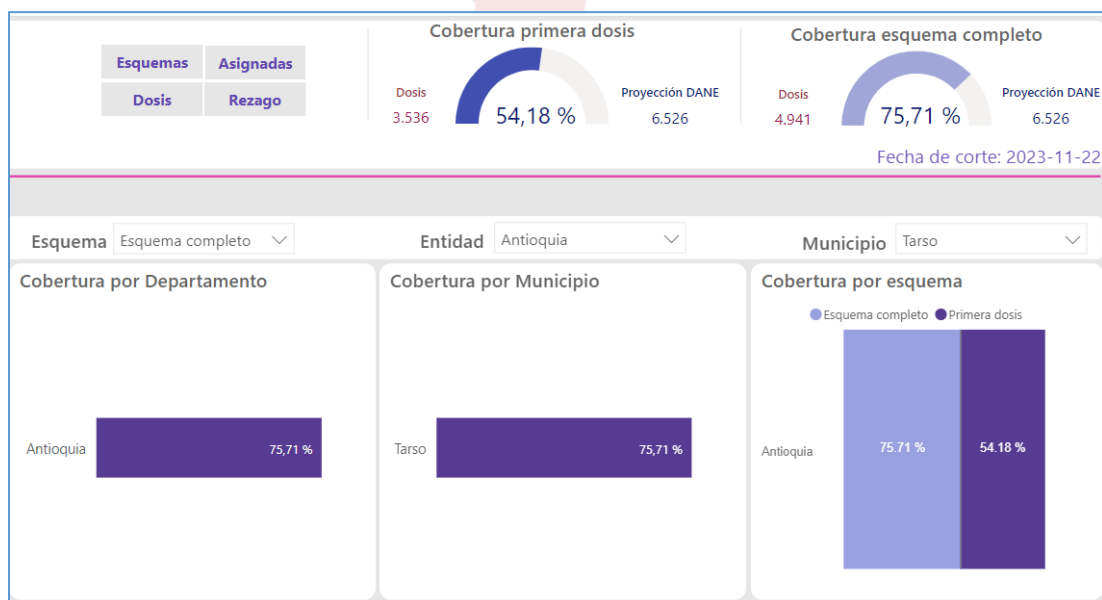 Esquemas
Asignadas
Dosis
Rezago
Cobertura primera dosis
Dosis
3.536
54,18 %
Proyección DANE
6.526
Cobertura esquema completo
Dosis
4.941
75,71 %
Proyección DANE
6.526
Fecha de corte: 2023-11-22
Esquema Esquema completo
Entidad Antioquia
Municipio Tarso
Cobertura por Departamento
Antioquia 75,71 %
Cobertura por Municipio
Tarso 75,71 %
Cobertura por esquema
Esquema completo Primera dosis
Antioquia 75.71 % 54.18 %